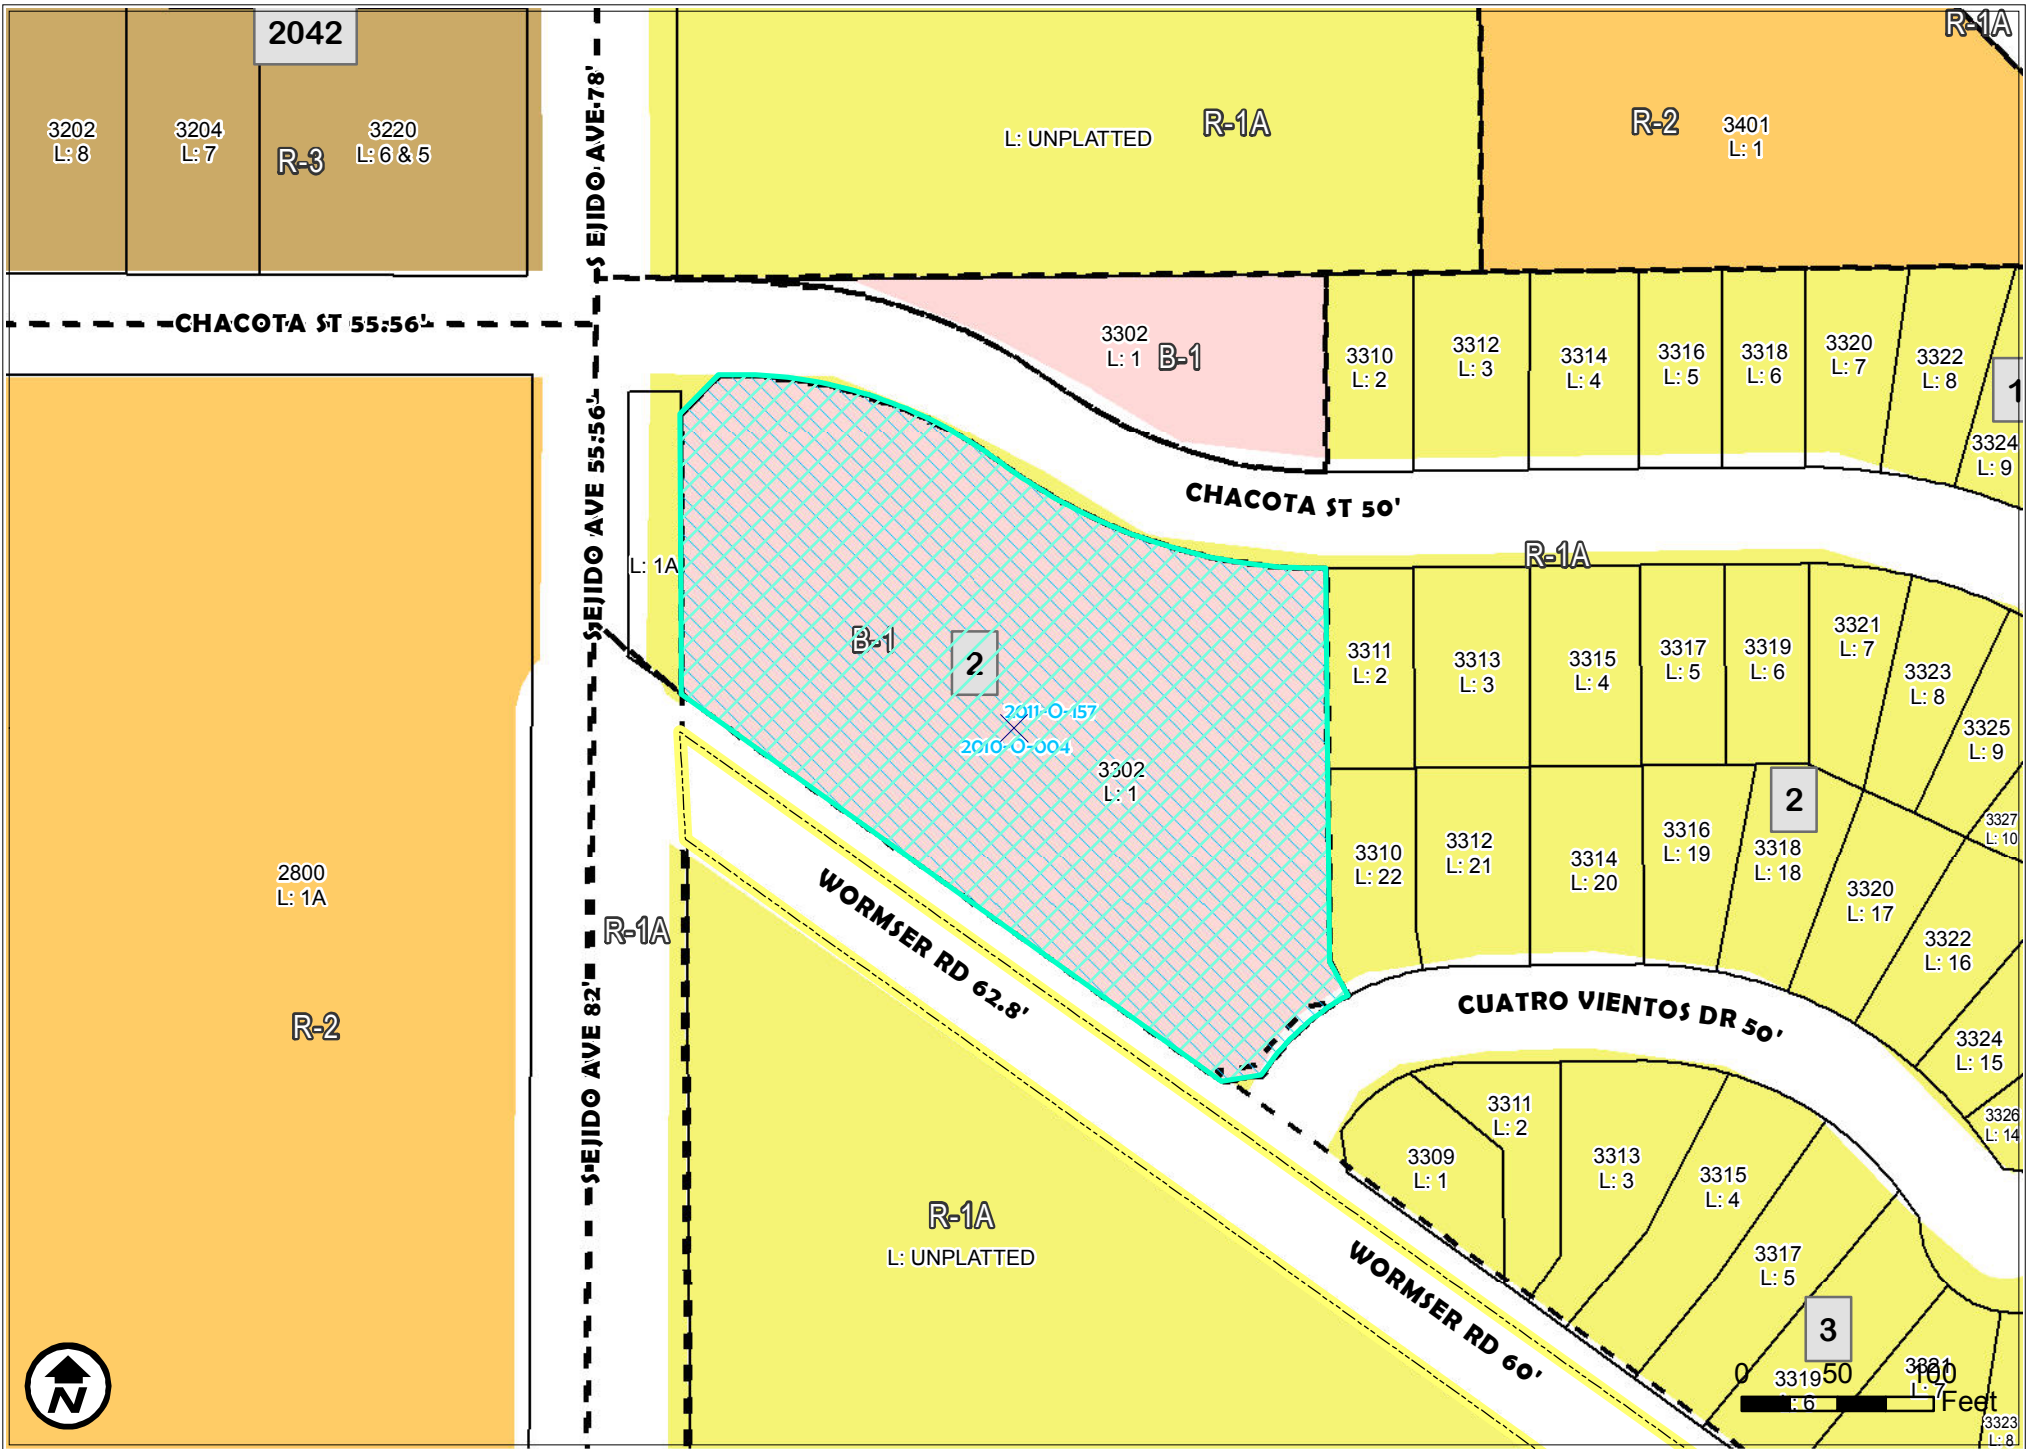 2042
R-1A
3202
L: 8
3204
L: 7
R-3
3220
L: 6 & 5
S EJIDO AVE 78'
L: UNPLATTED
R-1A
R-2
3401
L: 1
CHACOTA ST 55.56'
3302
L: 1
B-1
3310
L: 2
3312
L: 3
3314
L: 4
3316
L: 5
3318
L: 6
3320
L: 7
3322
L: 8
1
3324
L: 9
S EJIDO AVE 55.56'
CHACOTA ST 50'
R-1A
L: 1A
B-1
2
2011-O-157
2010-O-004
3302
L: 1
3311
L: 2
3313
L: 3
3315
L: 4
3317
L: 5
3319
L: 6
3321
L: 7
3323
L: 8
3325
L: 9
2
3327
L: 10
3310
L: 22
3312
L: 21
3314
L: 20
3316
L: 19
3318
L: 18
3320
L: 17
3322
L: 16
3324
L: 15
3326
L: 14
2800
L: 1A
R-2
R-1A
WORMSER RD 62.8'
CUATRO VIENTOS DR 50'
S EJIDO AVE 82'
3311
L: 2
3309
L: 1
3313
L: 3
3315
L: 4
3317
L: 5
R-1A
L: UNPLATTED
WORMSER RD 60'
3
3319
L: 6
3321
L: 7
3323
L: 8
0 50 100
Feet
N